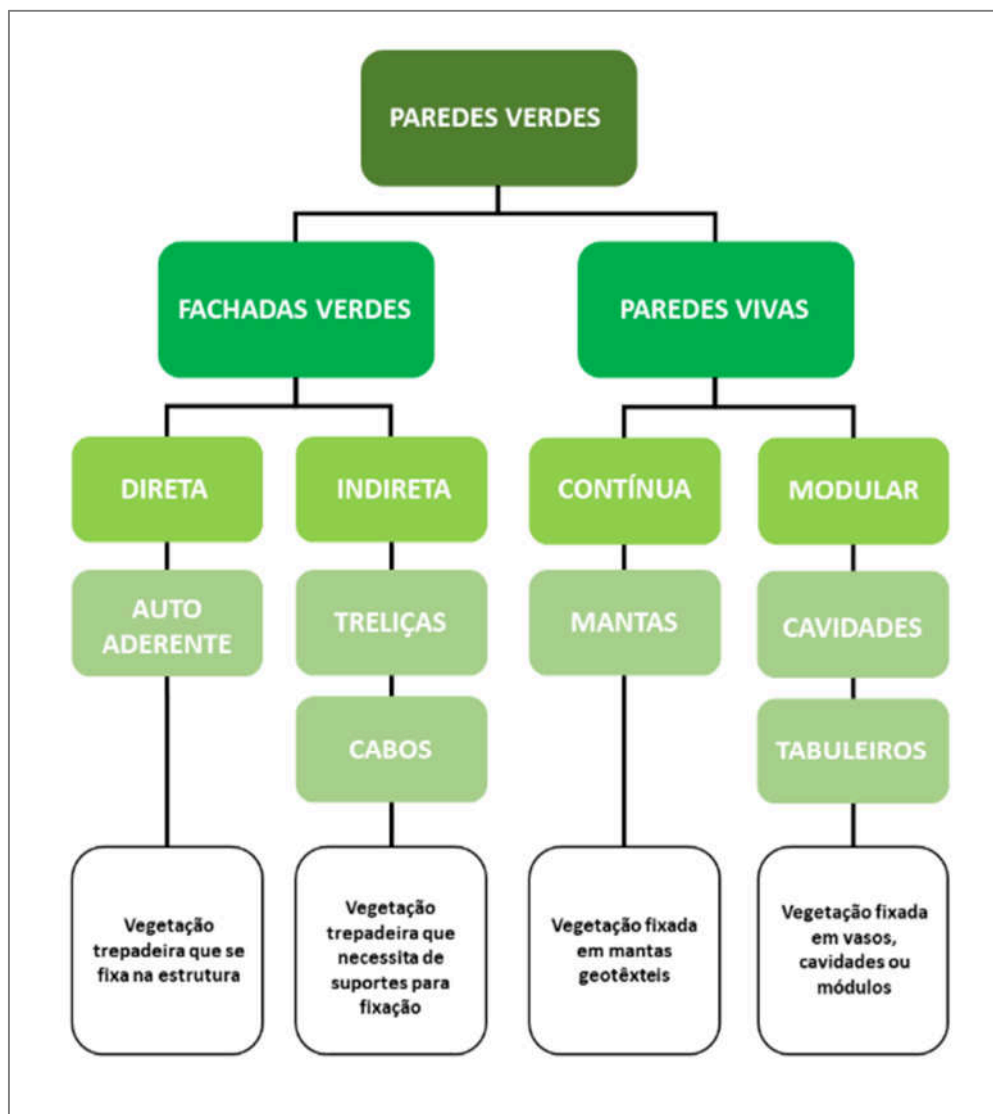 PAREDES VERDES
FACHADAS VERDES
PAREDES VIVAS
DIRETA
INDIRETA
CONTÍNUA
MODULAR
AUTO
ADERENTE
TRELIÇAS
MANTAS
CAVIDADES
CABOS
TABULEIROS
Vegetação
trepadeira que se
fixa na estrutura
Vegetação
trepadeira que
necessita de
suportes para
fixação
Vegetação fixada
em mantas
geotêxteis
Vegetação fixada
em vasos,
cavidades ou
módulos